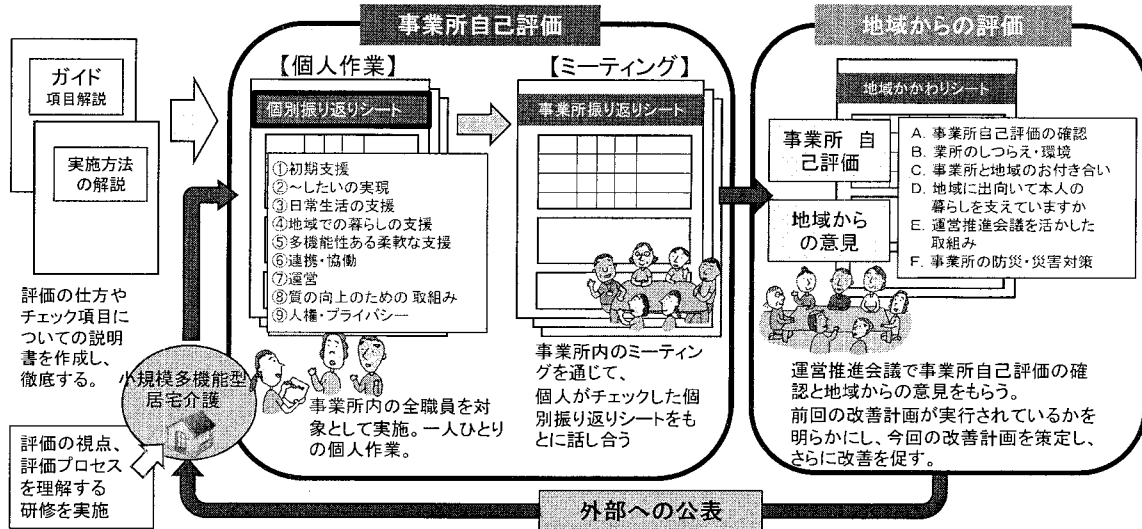 事業所自己評価
地域からの評価
ガイド
項目解説
実施方法
の解説
評価の仕方や
チェック項目に
ついての説明
書を作成し、
徹底する。
小規模多機能型
居宅介護
評価の視点、
評価プロセス
を理解する
研修を実施
【個人作業】
個別振り返りシート
①初期支援
②~したいの実現
③日常生活の支援
④地域での暮らしの支援
⑤多機能性ある柔軟な支援
⑥連携・協働
⑦運営
⑧質の向上のための 取組み
⑨人権・プライバシー
事業所内の全職員を対
象として実施。一人ひとり
の個人作業。
【ミーティング】
事業所振り返りシート
事業所内のミーティン
グを通じて、
個人がチェックした個
別振り返りシートをも
とに話し合う
地域かかわりシート
事業所 自
己評価
地域から
の意見
A. 事業所自己評価の確認
B. 業所のしつらえ・環境
C. 事業所と地域のお付き合い
D. 地域に出向いて本人の
暮らしを支えていますか
E. 運営推進会議を活かした
取組み
F. 事業所の防災・災害対策
運営推進会議で事業所自己評価の確
認と地域からの意見をもらう。
前回の改善計画が実行されているかを
明らかにし、今回の改善計画を策定し、
さらに改善を促す。
外部への公表